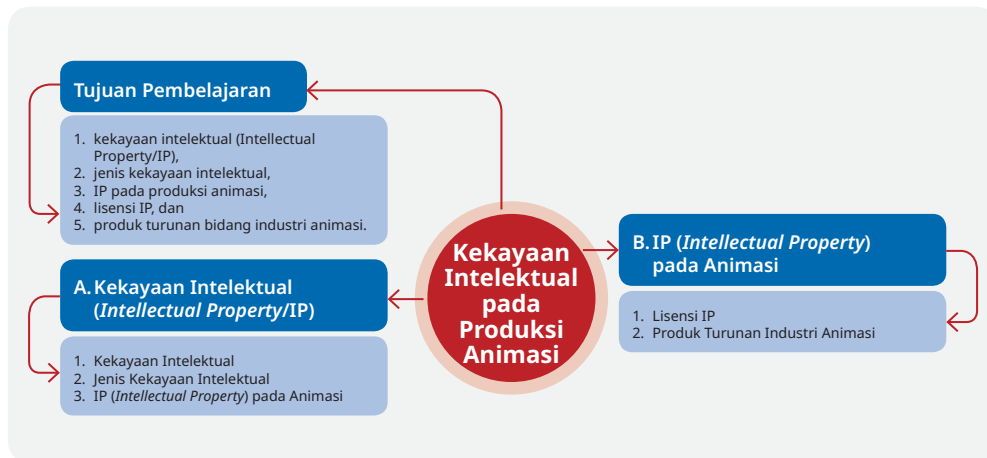 Tujuan Pembelajaran
1. kekayaan intelektual (Intellectual
Property/IP),
2. jenis kekayaan intelektual,
3. IP pada produksi animasi,
4. lisensi IP, dan
5. produk turunan bidang industri animasi.
A. Kekayaan Intelektual
(Intellectual Property/IP)
1. Kekayaan Intelektual
2. Jenis Kekayaan Intelektual
3. IP (Intellectual Property) pada Animasi
Kekayaan
Intelektual
pada
Produksi
Animasi
B. IP (Intellectual Property)
pada Animasi
1. Lisensi IP
2. Produk Turunan Industri Animasi